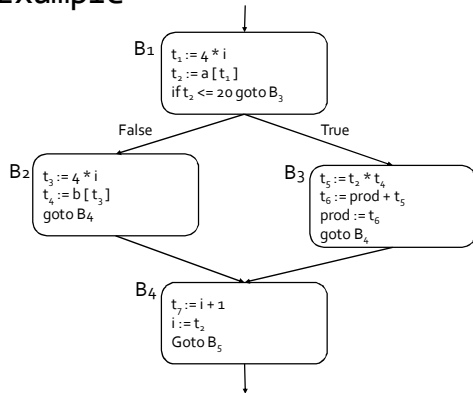 Example
B₁
t₁ := 4 * i
t₂ := a [ t₁ ]
if t₂ <= 20 goto B₃
False
True
B₂
t₃ := 4 * i
t₄ := b [ t₃ ]
goto B₄
B₃
t₅ := t₂ * t₄
t₆ := prod + t₅
prod := t₆
goto B₄
B₄
t₇ := i + 1
i := t₂
Goto B₅